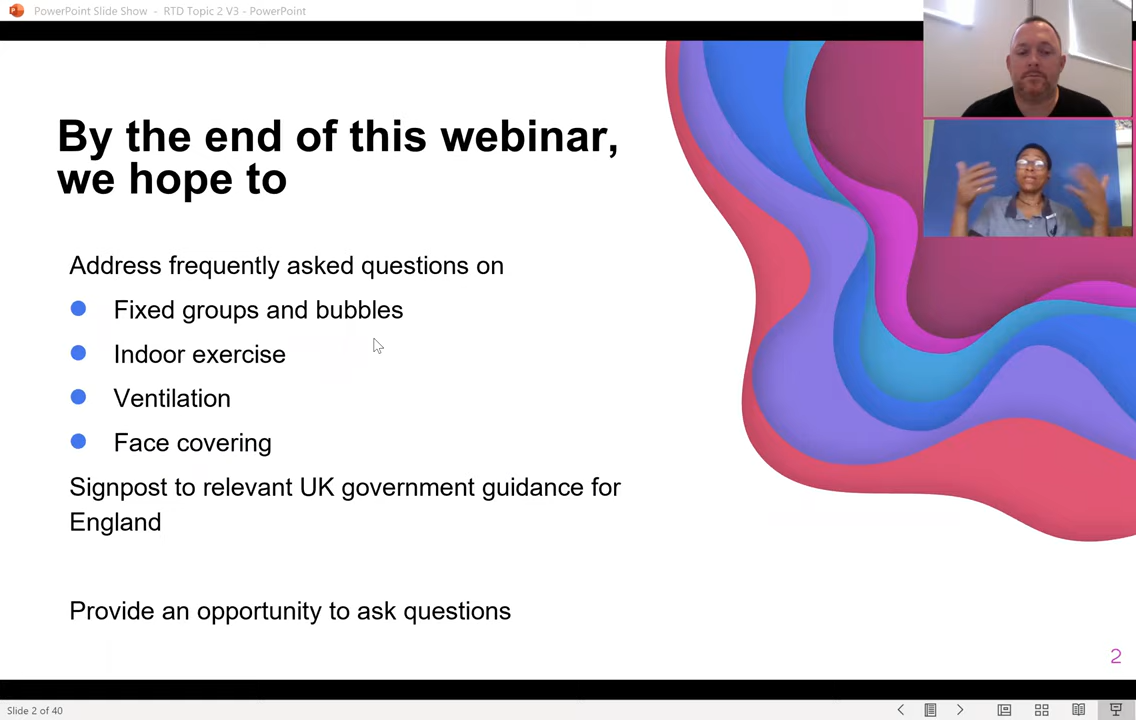 PowerPoint Slide Show - RTD Topic 2 V3 - PowerPoint
By the end of this webinar,
we hope to
Address frequently asked questions on
Fixed groups and bubbles
Indoor exercise
Ventilation
Face covering
Signpost to relevant UK government guidance for
England
Provide an opportunity to ask questions
2
Slide 2 of 40